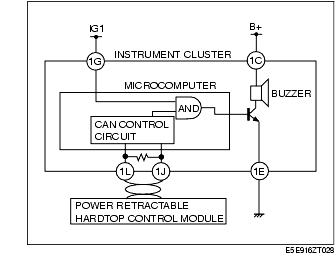 IG1
B+
INSTRUMENT CLUSTER
1G
1C
MICROCOMPUTER
BUZZER
AND
CAN CONTROL
CIRCUIT
1L
1J
1E
POWER RETRACTABLE
HARDTOP CONTROL MODULE
E5E916ZT028